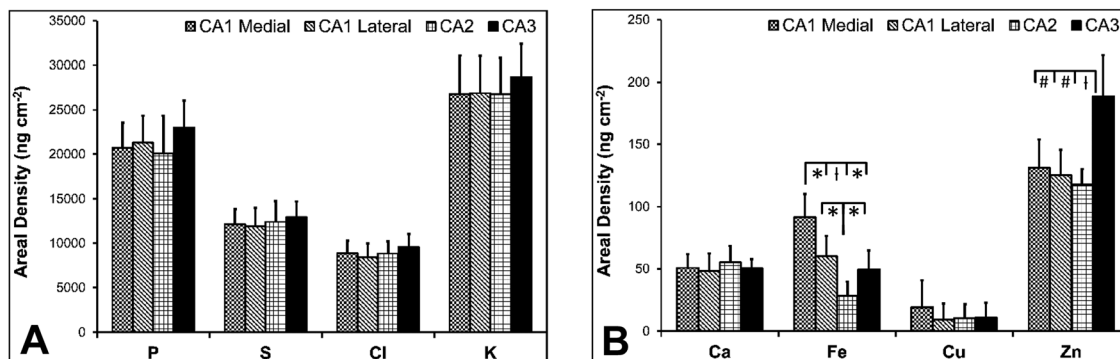 CA1 Medial CA1 Lateral CA2 CA3
35000
30000
25000
20000
15000
10000
5000
0
Areal Density (ng cm-2)
P S Cl K
A
CA1 Medial CA1 Lateral CA2 CA3
250
200
150
100
50
0
Areal Density (ng cm-2)
# # ƚ
* ƚ *
* *
Ca Fe Cu Zn
B